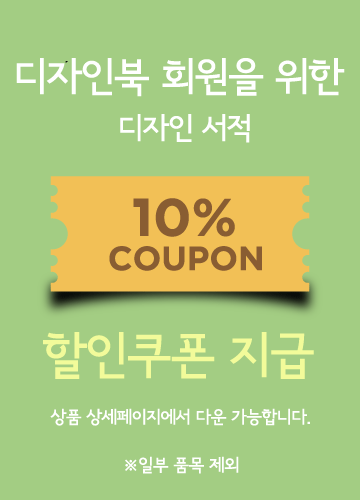 디자인북 회원을 위한
디자인 서적
10%
COUPON
할인쿠폰 지급
상품 상세페이지에서 다운 가능합니다.
※일부 품목 제외